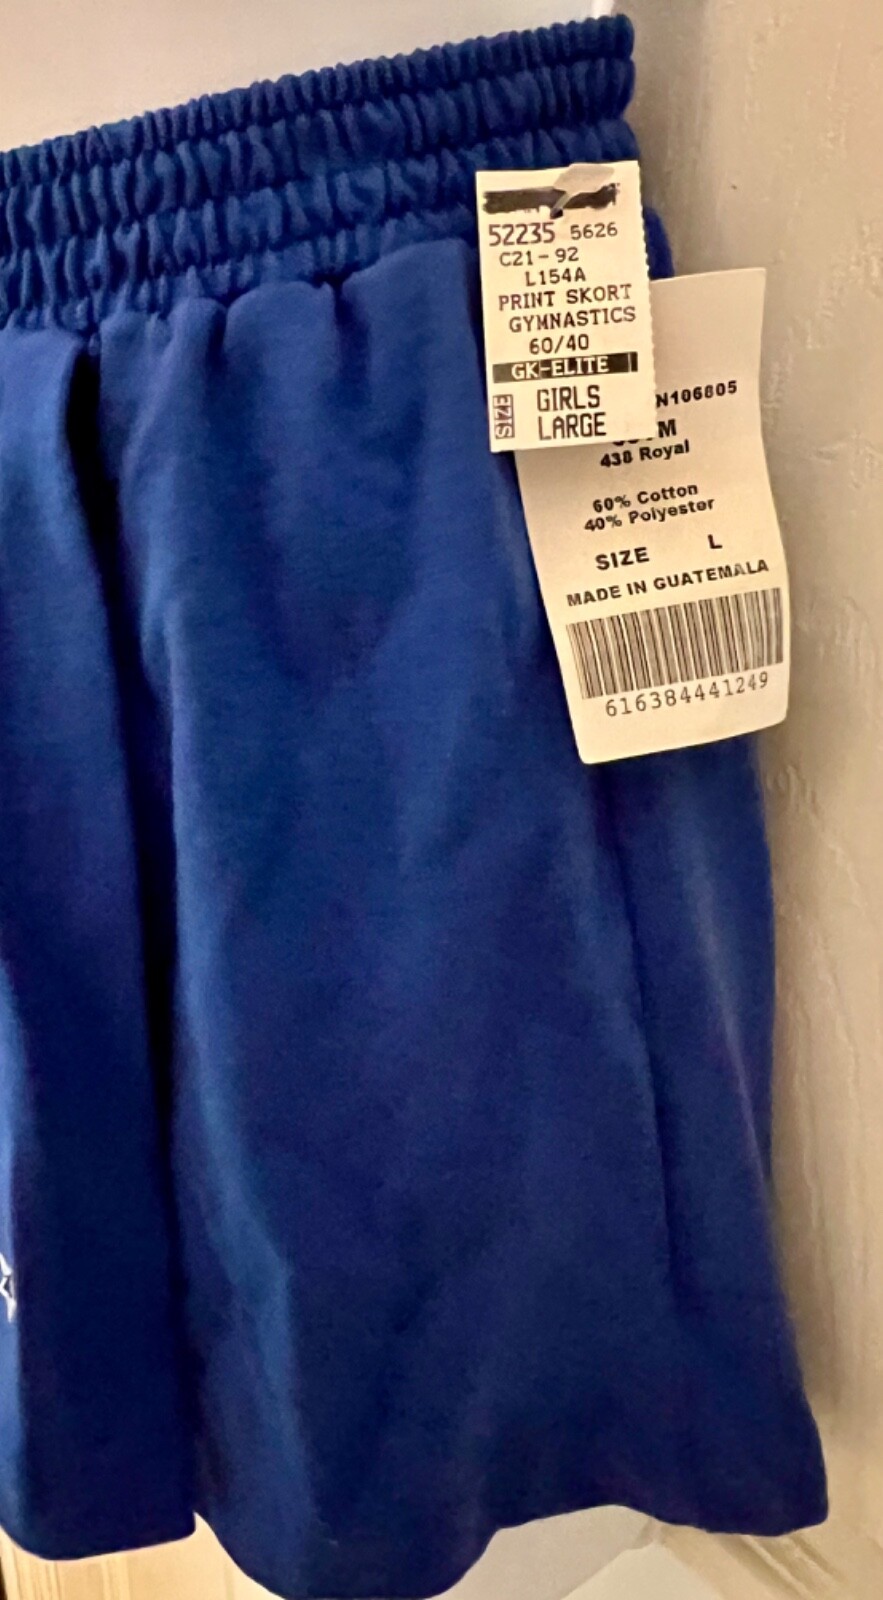 52235 5626
C21-92
L154A
PRINT SKORT
GYMNASTICS
60/40
GK-ELITE
SIZE GIRLS
LARGE
N106805
M
438 Royal
60% Cotton
40% Polyester
SIZE L
MADE IN GUATEMALA
616384441249